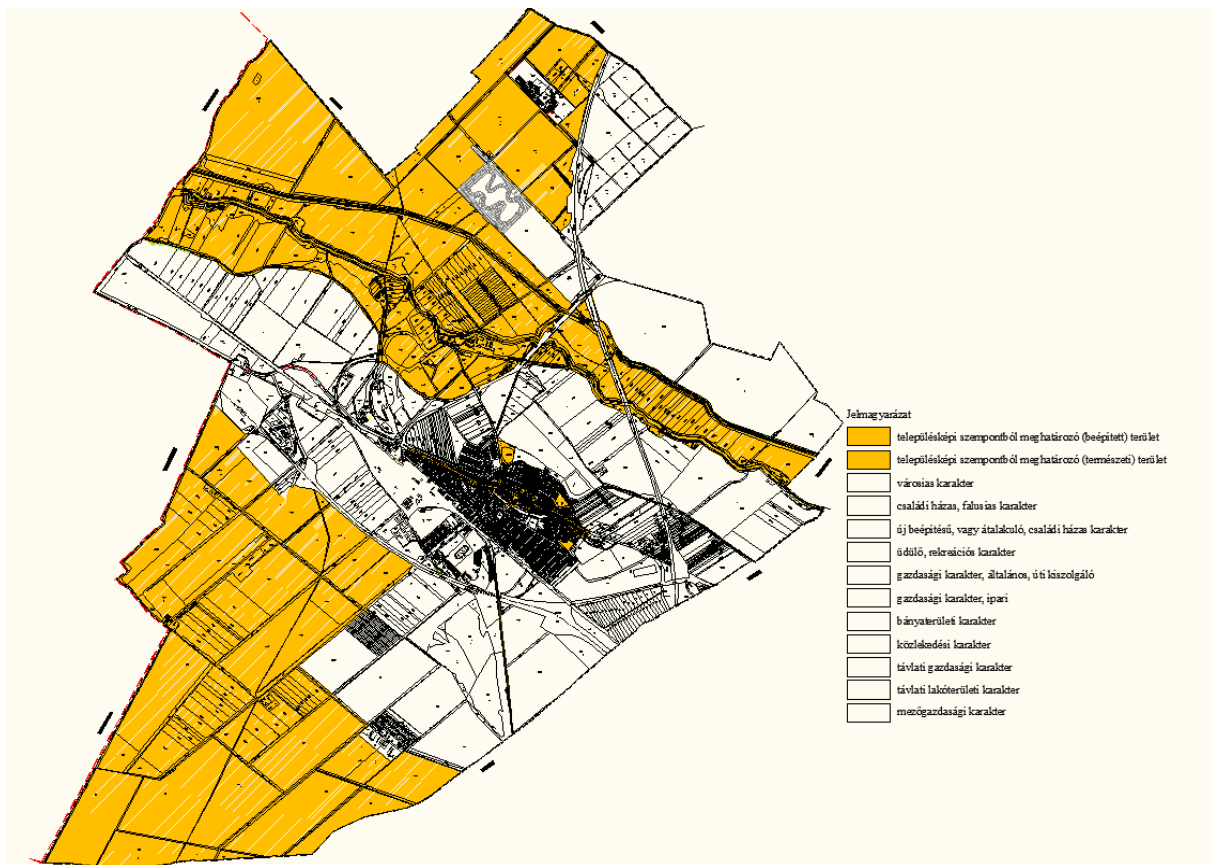 Jelmagyarázat
településképi szempontból meghatározó (beépített) terület
településképi szempontból meghatározó (természeti) terület
városias karakter
családi házas, falusias karakter
új beépítésű, vagy átalakuló, családi házas karakter
üdülő, rekreációs karakter
gazdasági karakter, általános, úti kiszolgáló
gazdasági karakter, ipari
bányaterületi karakter
közlekedési karakter
távlati gazdasági karakter
távlati lakóterületi karakter
mezőgazdasági karakter